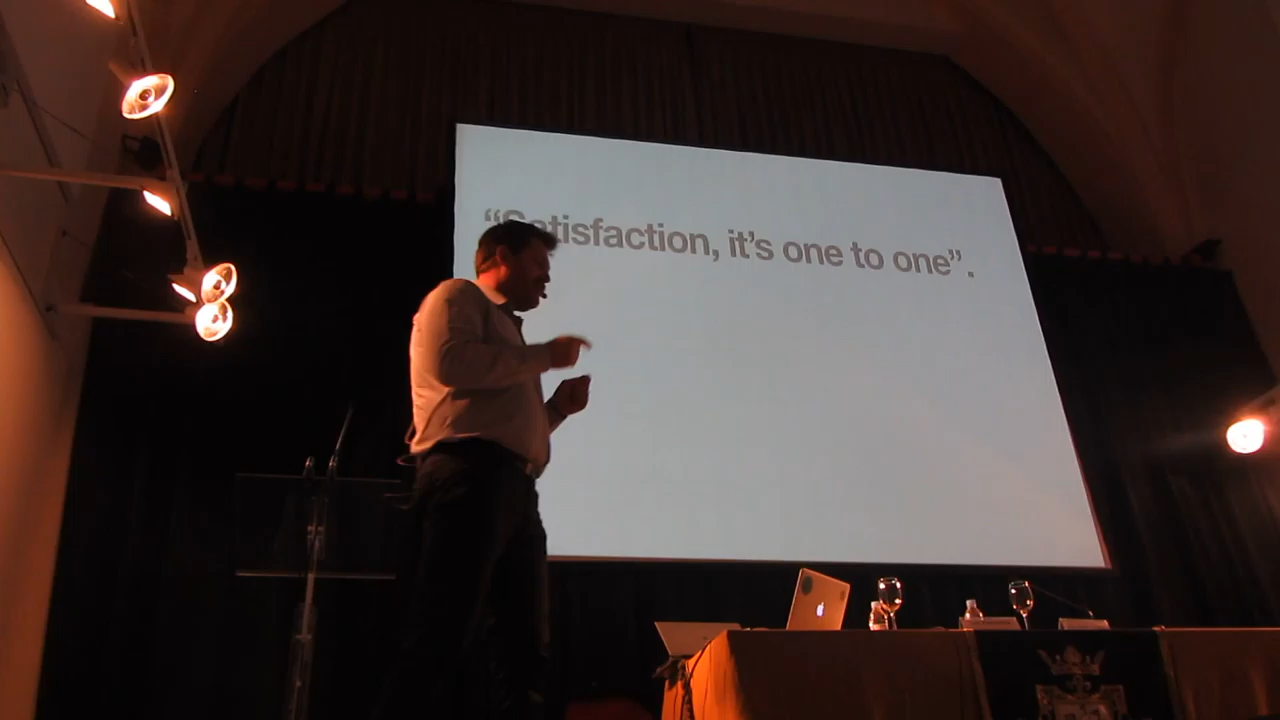 “Satisfaction, it’s one to one”.